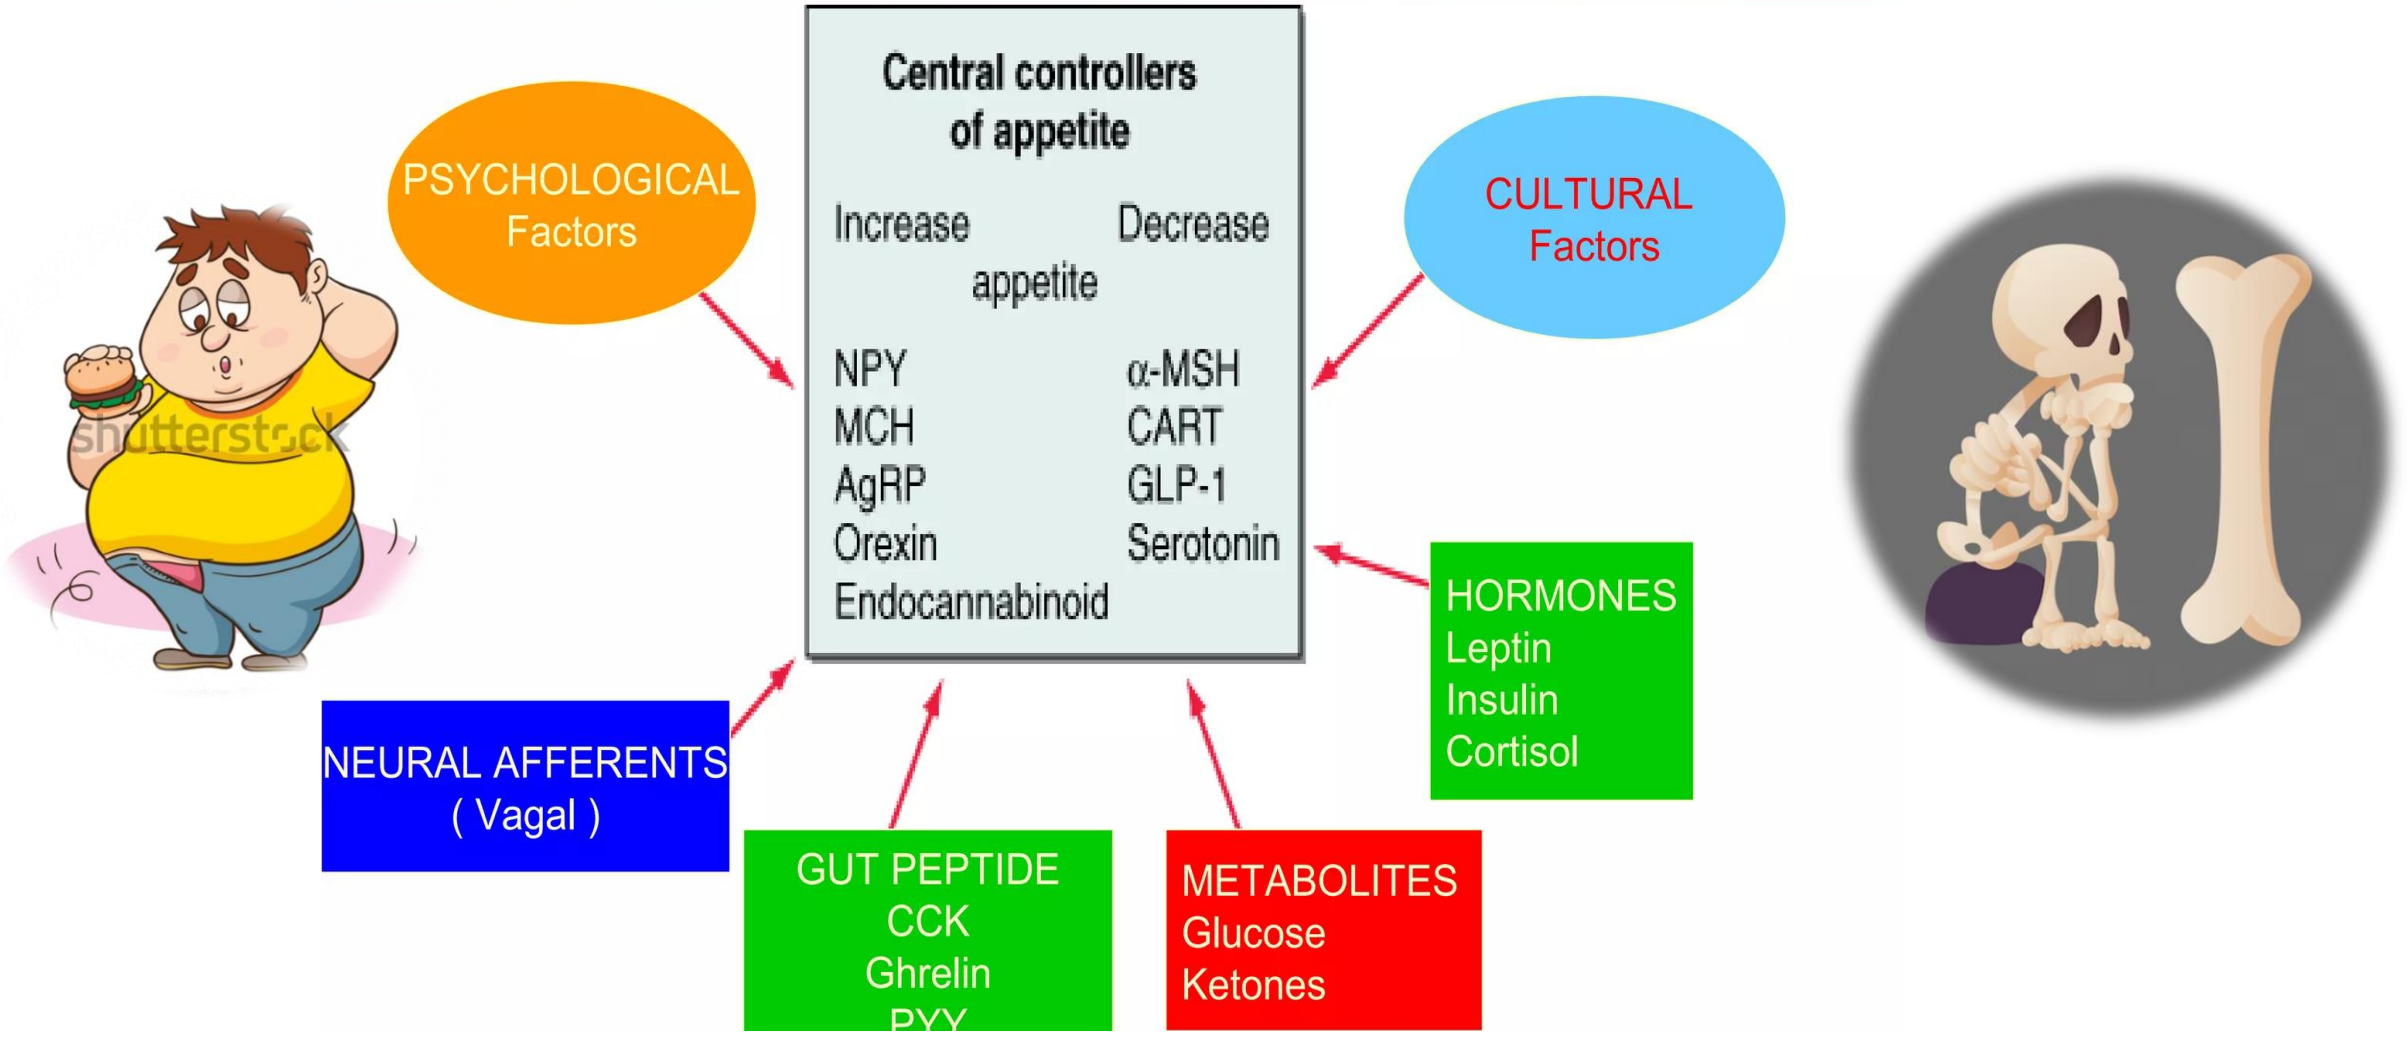 Central controllers
of appetite
Increase Decrease
appetite
NPY α-MSH
MCH CART
AgRP GLP-1
Orexin Serotonin
Endocannabinoid
PSYCHOLOGICAL
Factors
CULTURAL
Factors
shutterstock
HORMONES
Leptin
Insulin
Cortisol
NEURAL AFFERENTS
( Vagal )
GUT PEPTIDE
CCK
Ghrelin
PYY
METABOLITES
Glucose
Ketones